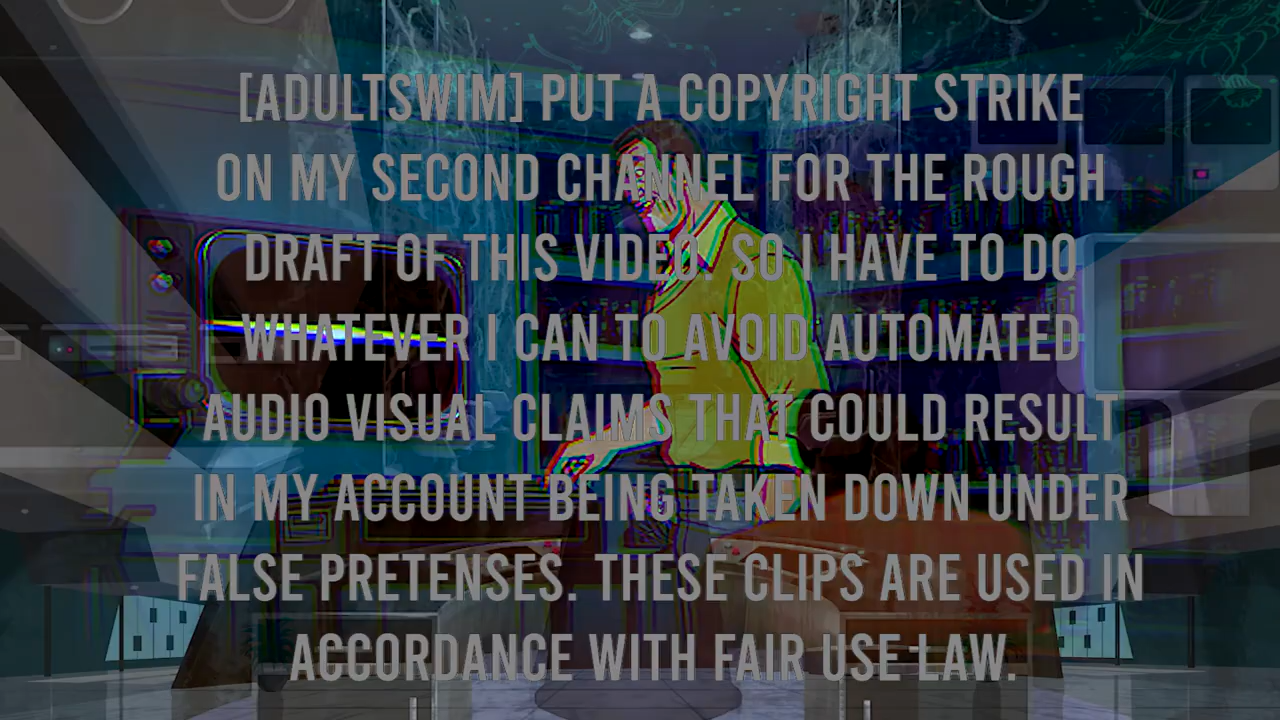 [ADULTSWIM] PUT A COPYRIGHT STRIKE
ON MY SECOND CHANNEL FOR THE ROUGH
DRAFT OF THIS VIDEO. SO I HAVE TO DO
WHATEVER I CAN TO AVOID AUTOMATED
AUDIO VISUAL CLAIMS THAT COULD RESULT
IN MY ACCOUNT BEING TAKEN DOWN UNDER
FALSE PRETENSES. THESE CLIPS ARE USED IN
ACCORDANCE WITH FAIR USE LAW.